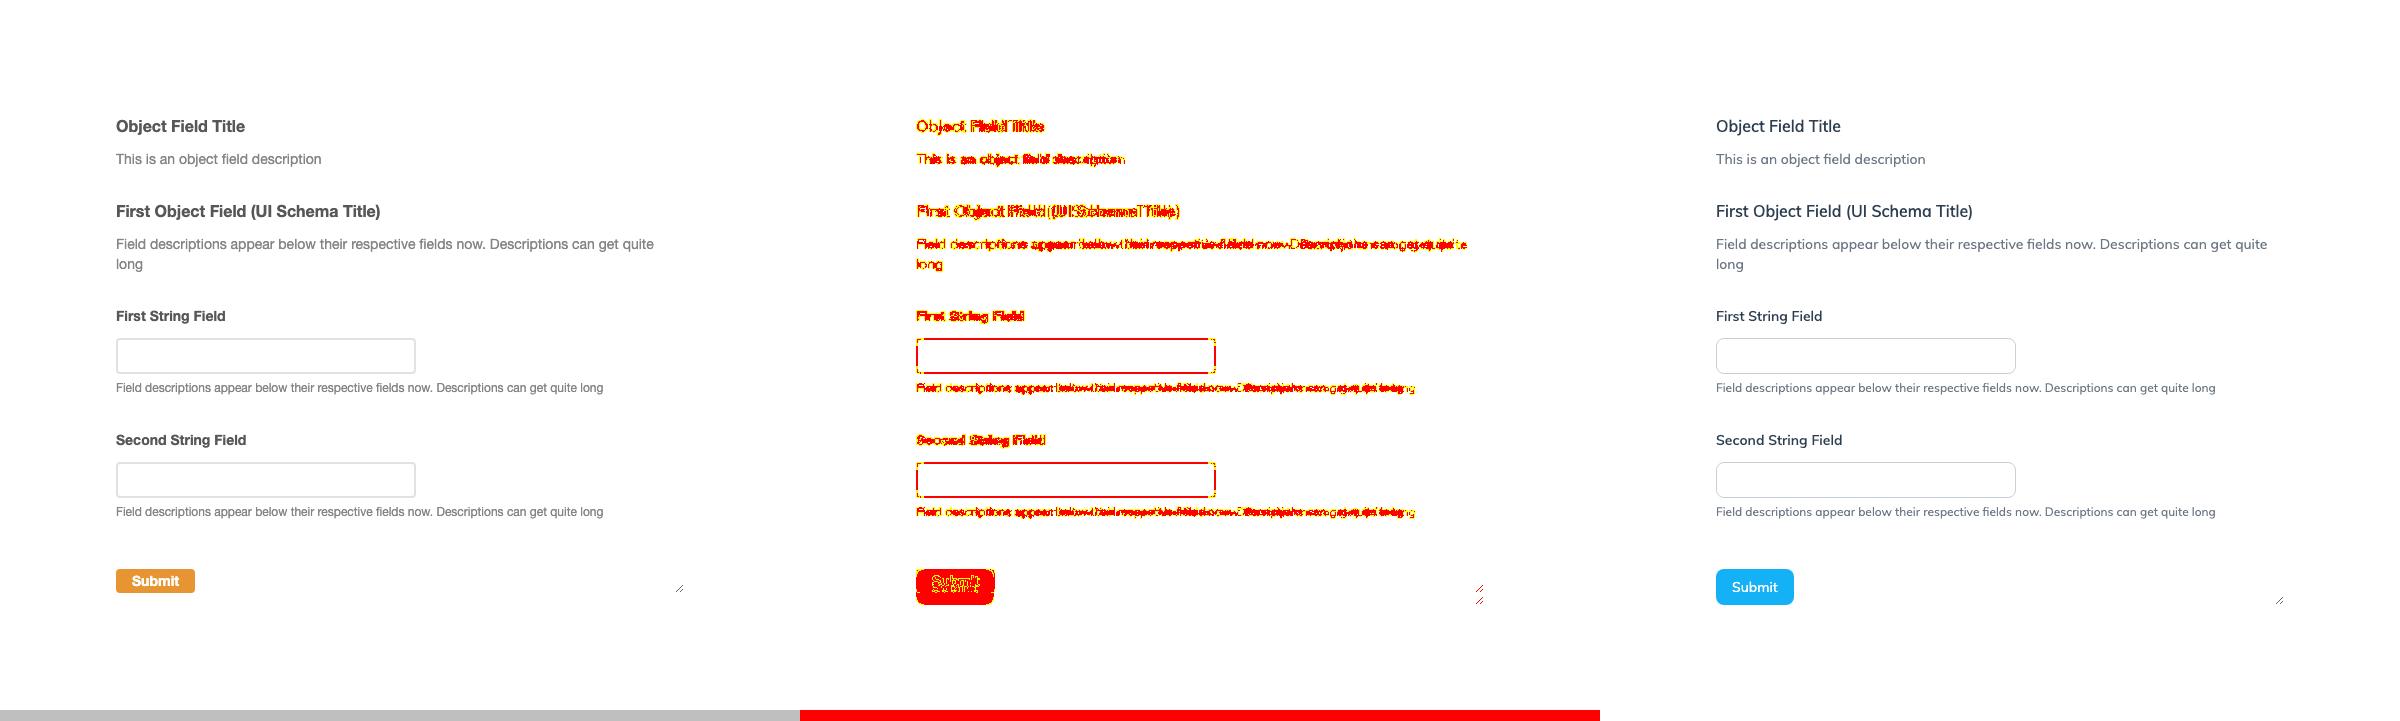 Object Field Title
This is an object field description
First Object Field (UI Schema Title)
Field descriptions appear below their respective fields now. Descriptions can get quite
long
First String Field
Field descriptions appear below their respective fields now. Descriptions can get quite long
Second String Field
Field descriptions appear below their respective fields now. Descriptions can get quite long
Submit
Object Field Title
This is an object field description
First Object Field (UI Schema Title)
Field descriptions appear below their respective fields now. Descriptions can get quite
long
First String Field
Field descriptions appear below their respective fields now. Descriptions can get quite long
Second String Field
Field descriptions appear below their respective fields now. Descriptions can get quite long
Submit
Object Field Title
This is an object field description
First Object Field (UI Schema Title)
Field descriptions appear below their respective fields now. Descriptions can get quite
long
First String Field
Field descriptions appear below their respective fields now. Descriptions can get quite long
Second String Field
Field descriptions appear below their respective fields now. Descriptions can get quite long
Submit